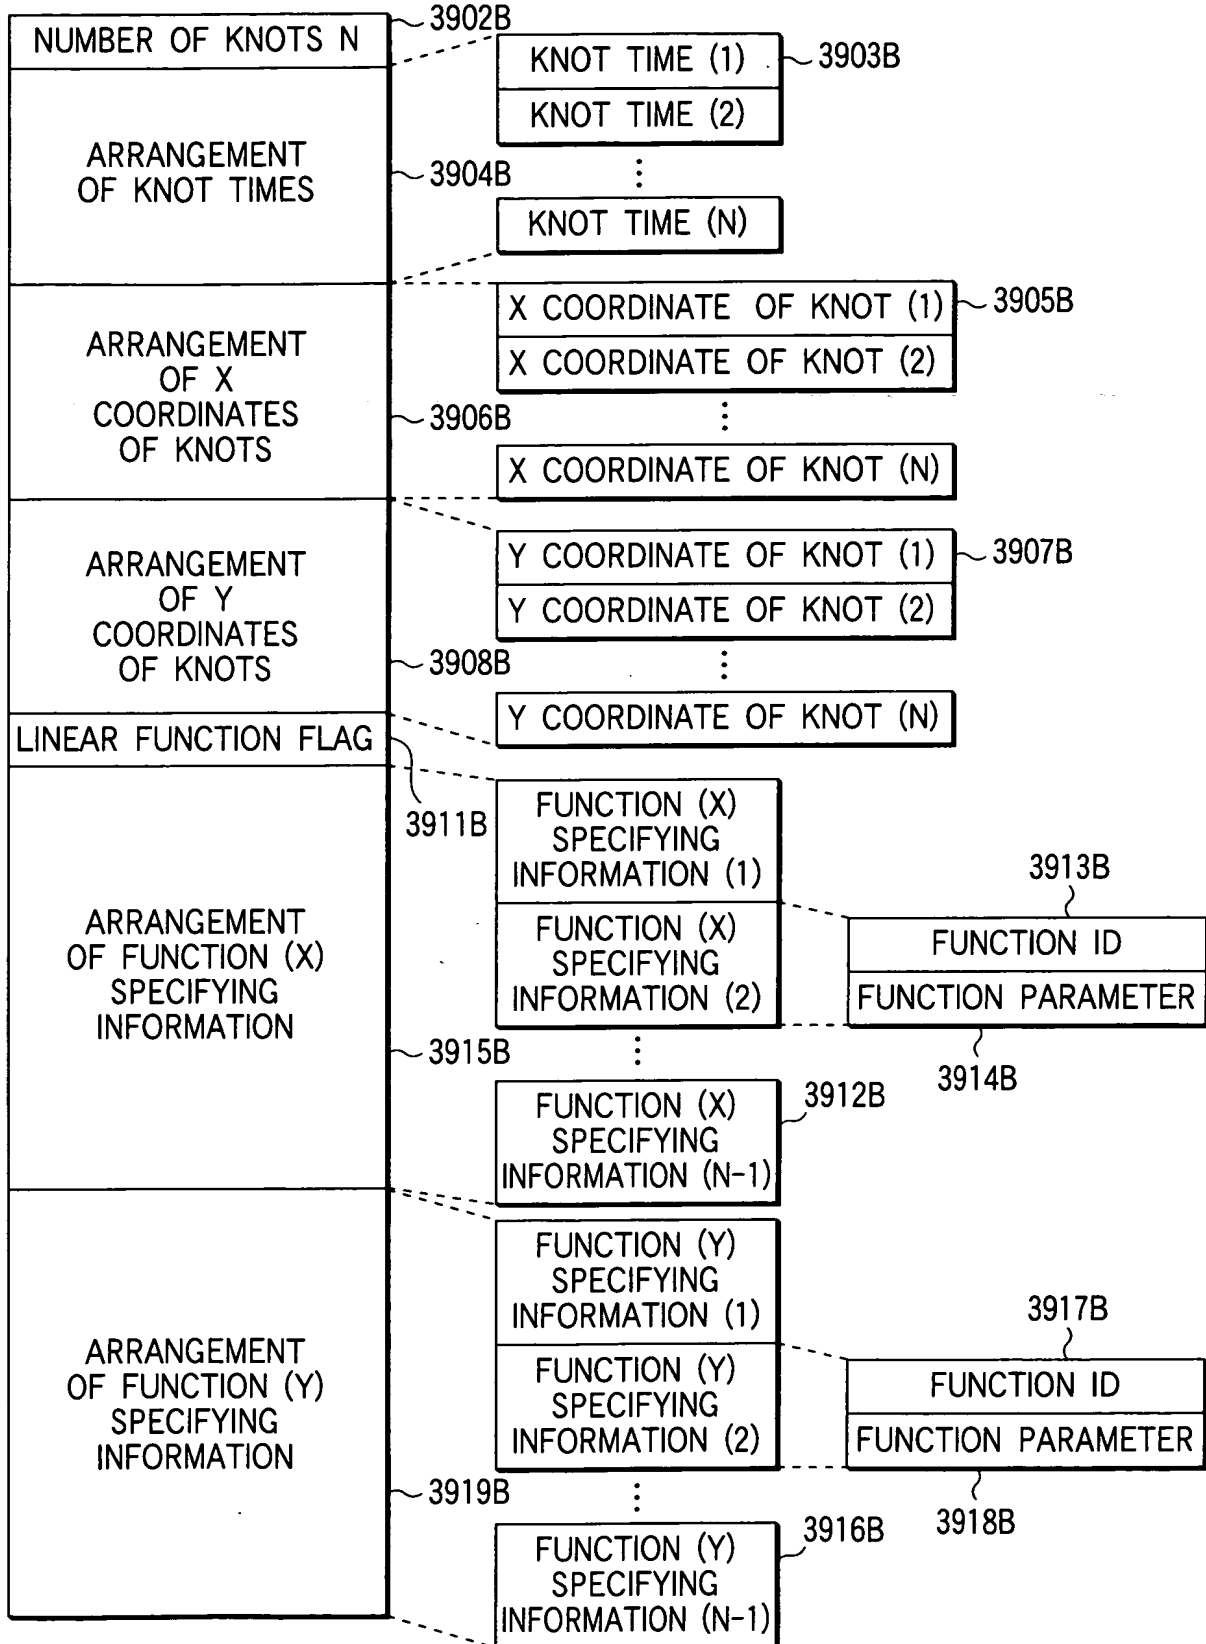 NUMBER OF KNOTS N
3902B
KNOT TIME (1)
3903B
KNOT TIME (2)
ARRANGEMENT
OF KNOT TIMES
3904B
KNOT TIME (N)
X COORDINATE OF KNOT (1)
3905B
X COORDINATE OF KNOT (2)
ARRANGEMENT
OF X
COORDINATES
OF KNOTS
3906B
X COORDINATE OF KNOT (N)
Y COORDINATE OF KNOT (1)
3907B
Y COORDINATE OF KNOT (2)
ARRANGEMENT
OF Y
COORDINATES
OF KNOTS
3908B
Y COORDINATE OF KNOT (N)
LINEAR FUNCTION FLAG
3911B
FUNCTION (X)
SPECIFYING
INFORMATION (1)
FUNCTION (X)
SPECIFYING
INFORMATION (2)
3913B
FUNCTION ID
FUNCTION PARAMETER
3914B
ARRANGEMENT
OF FUNCTION (X)
SPECIFYING
INFORMATION
3915B
3912B
FUNCTION (X)
SPECIFYING
INFORMATION (N-1)
FUNCTION (Y)
SPECIFYING
INFORMATION (1)
FUNCTION (Y)
SPECIFYING
INFORMATION (2)
3917B
FUNCTION ID
FUNCTION PARAMETER
3918B
ARRANGEMENT
OF FUNCTION (Y)
SPECIFYING
INFORMATION
3919B
3916B
FUNCTION (Y)
SPECIFYING
INFORMATION (N-1)